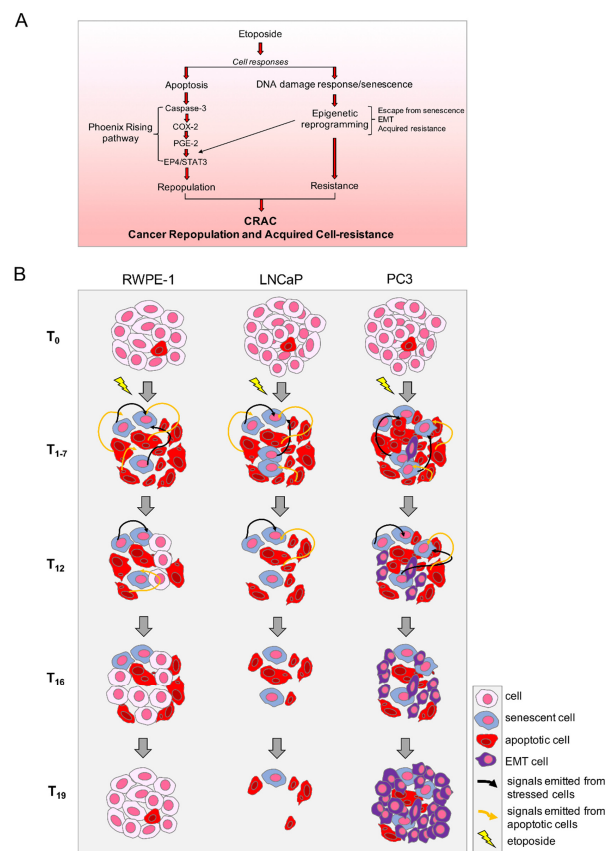 A
Etoposide
Cell responses
Apoptosis
DNA damage response/senescence
Caspase-3
COX-2
PGE-2
EP4/STAT3
Phoenix Rising
pathway
Epigenetic
reprogramming
Escape from senescence
EMT
Acquired resistance
Repopulation
Resistance
CRAC
Cancer Repopulation and Acquired Cell-resistance
B
RWPE-1 LNCaP PC3
T0
T1-7
T12
T16
T19
cell
senescent cell
apoptotic cell
EMT cell
signals emitted from
stressed cells
signals emitted from
apoptotic cells
etoposide